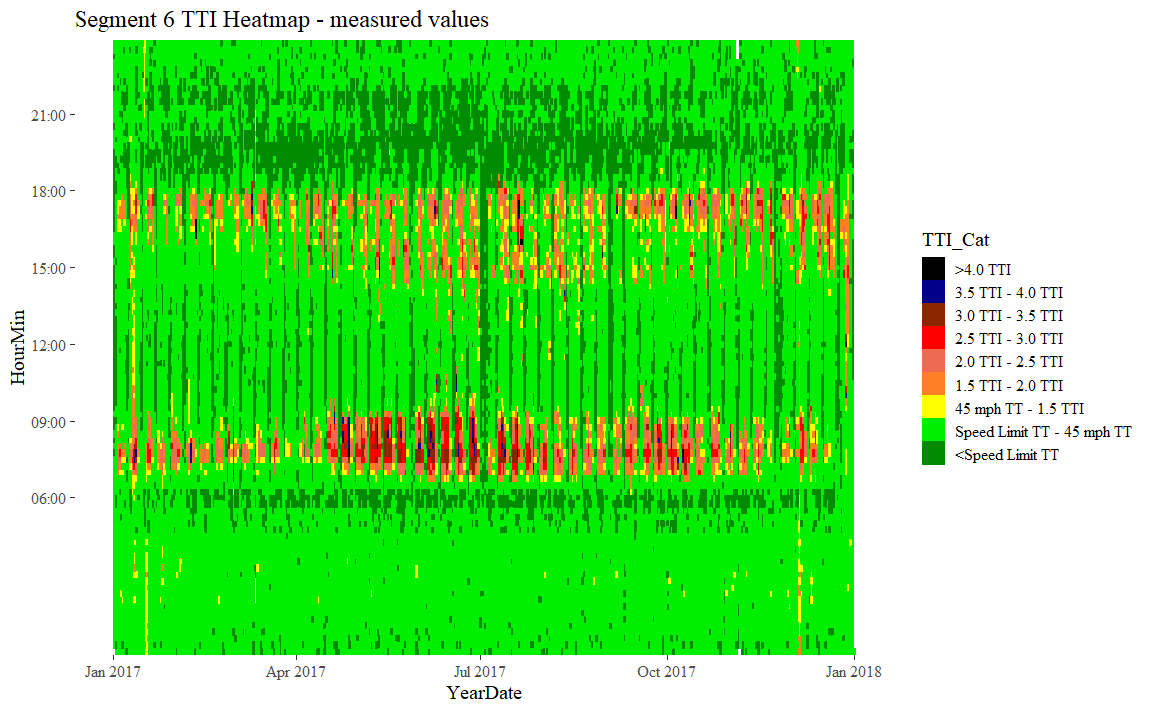 Segment 6 TTI Heatmap - measured values
HourMin
21:00
18:00
15:00
12:00
09:00
06:00
Jan 2017
Apr 2017
Jul 2017
Oct 2017
Jan 2018
YearDate
TTI_Cat
>4.0 TTI
3.5 TTI - 4.0 TTI
3.0 TTI - 3.5 TTI
2.5 TTI - 3.0 TTI
2.0 TTI - 2.5 TTI
1.5 TTI - 2.0 TTI
45 mph TT - 1.5 TTI
Speed Limit TT - 45 mph TT
<Speed Limit TT